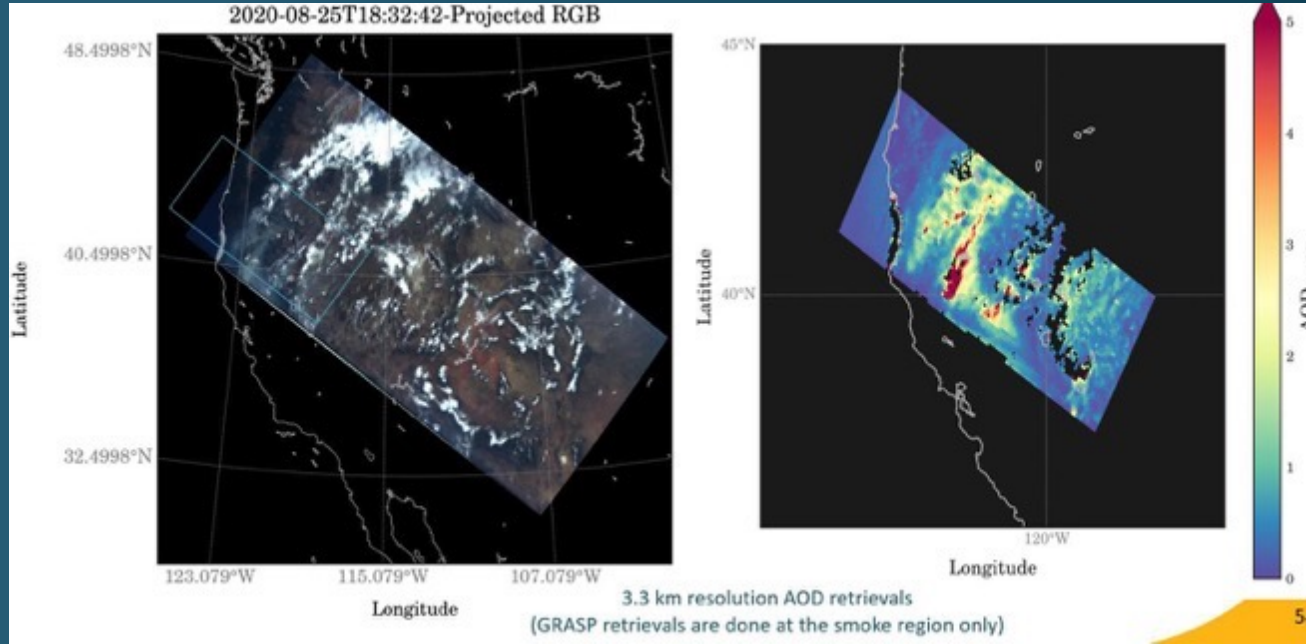 2020-08-25T18:32:42-Projected RGB
48.4998°N
40.4998°N
32.4998°N
Latitude
123.079°W
115.079°W
107.079°W
Longitude
45°N
40°N
Latitude
120°W
Longitude
5
4
3
2
1
0
AOD
3.3 km resolution AOD retrievals
(GRASP retrievals are done at the smoke region only)
5